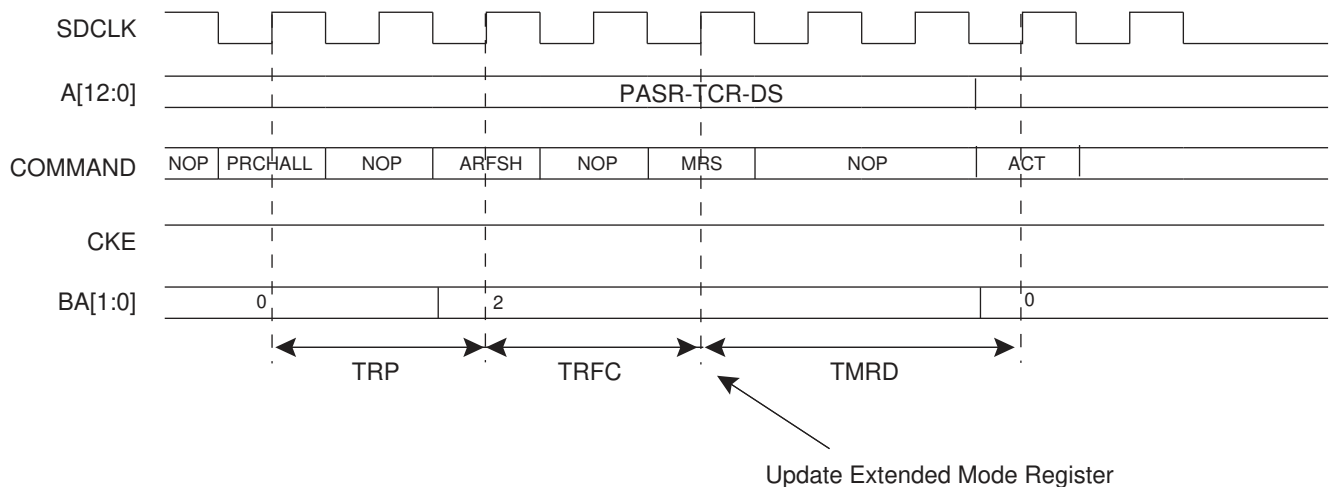 SDCLK
A[12:0] PASR-TCR-DS
COMMAND NOP PRCHALL NOP ARFSH NOP MRS NOP ACT
CKE
BA[1:0] 0 2 0
TRP TRFC TMRD
Update Extended Mode Register